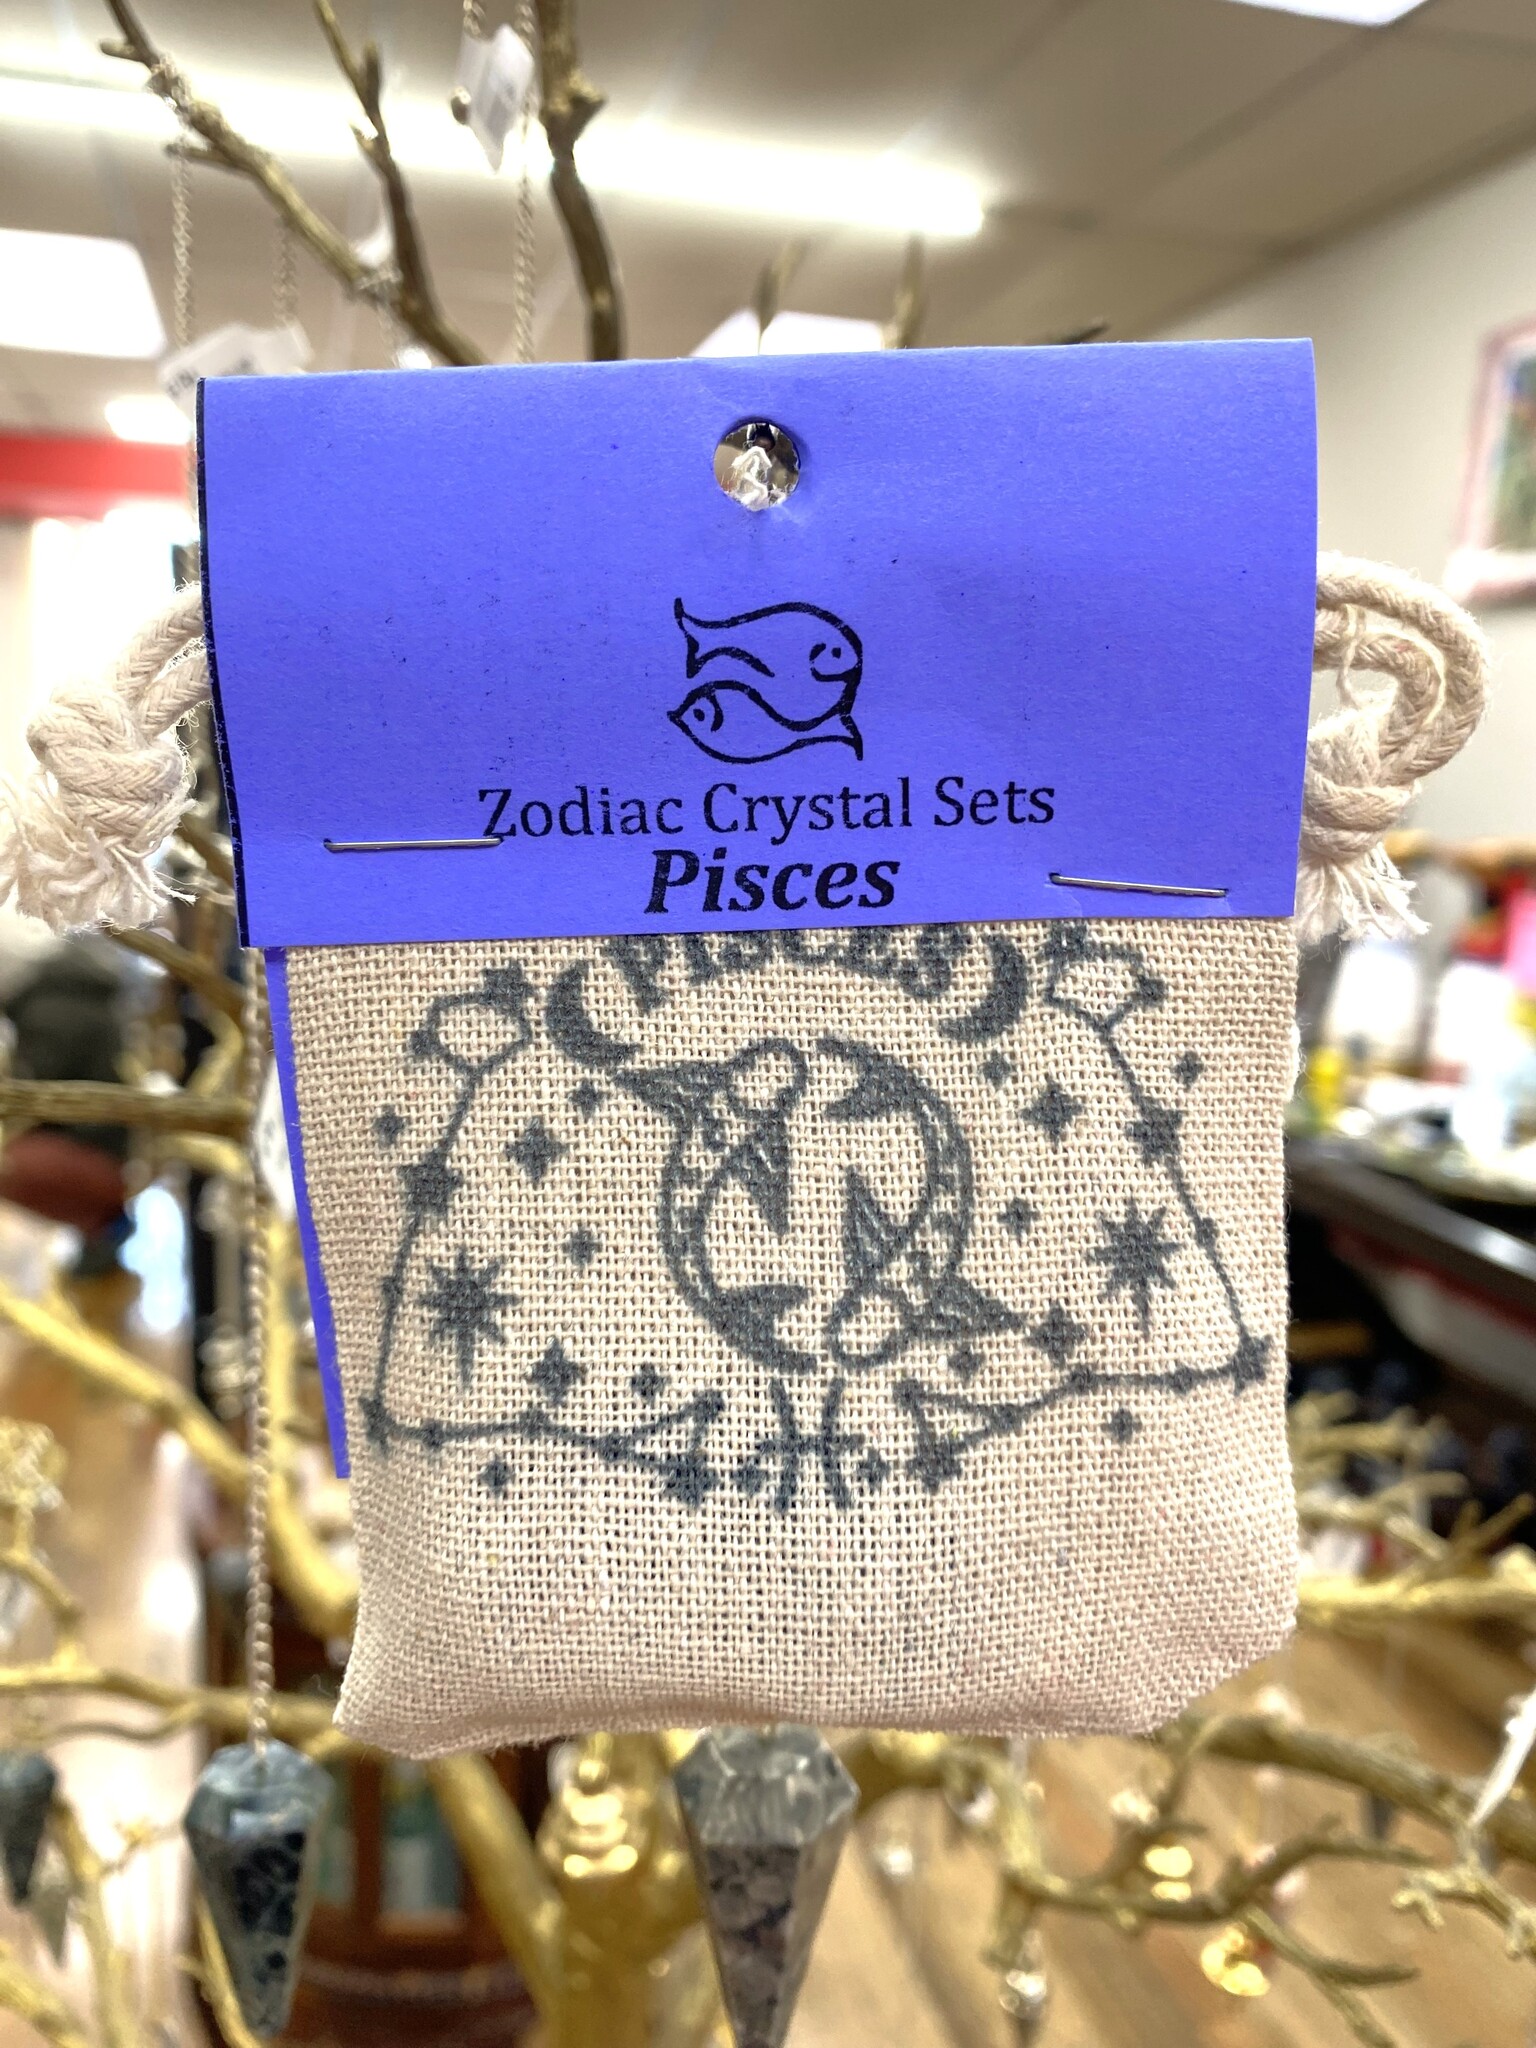 Zodiac Crystal Sets
Pisces
PISCES